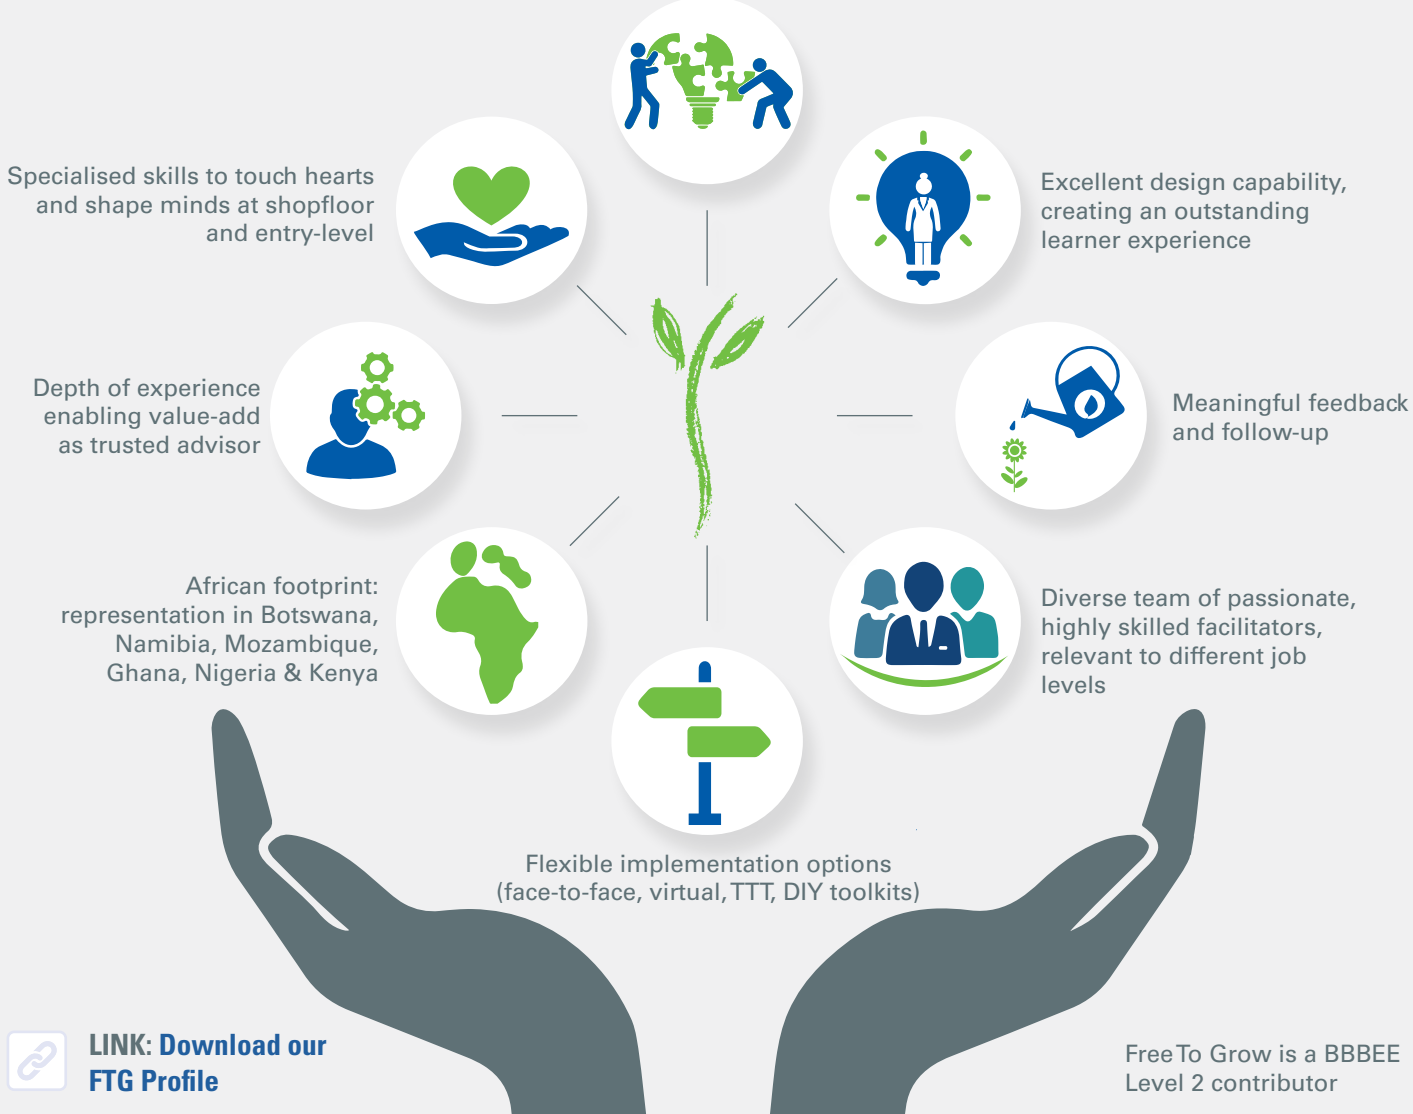 Specialised skills to touch hearts
and shape minds at shopfloor
and entry-level
Excellent design capability,
creating an outstanding
learner experience
Depth of experience
enabling value-add
as trusted advisor
Meaningful feedback
and follow-up
African footprint:
representation in Botswana,
Namibia, Mozambique,
Ghana, Nigeria & Kenya
Diverse team of passionate,
highly skilled facilitators,
relevant to different job
levels
Flexible implementation options
(face-to-face, virtual, TTT, DIY toolkits)
LINK: Download our
FTG Profile
Free To Grow is a BBBEE
Level 2 contributor